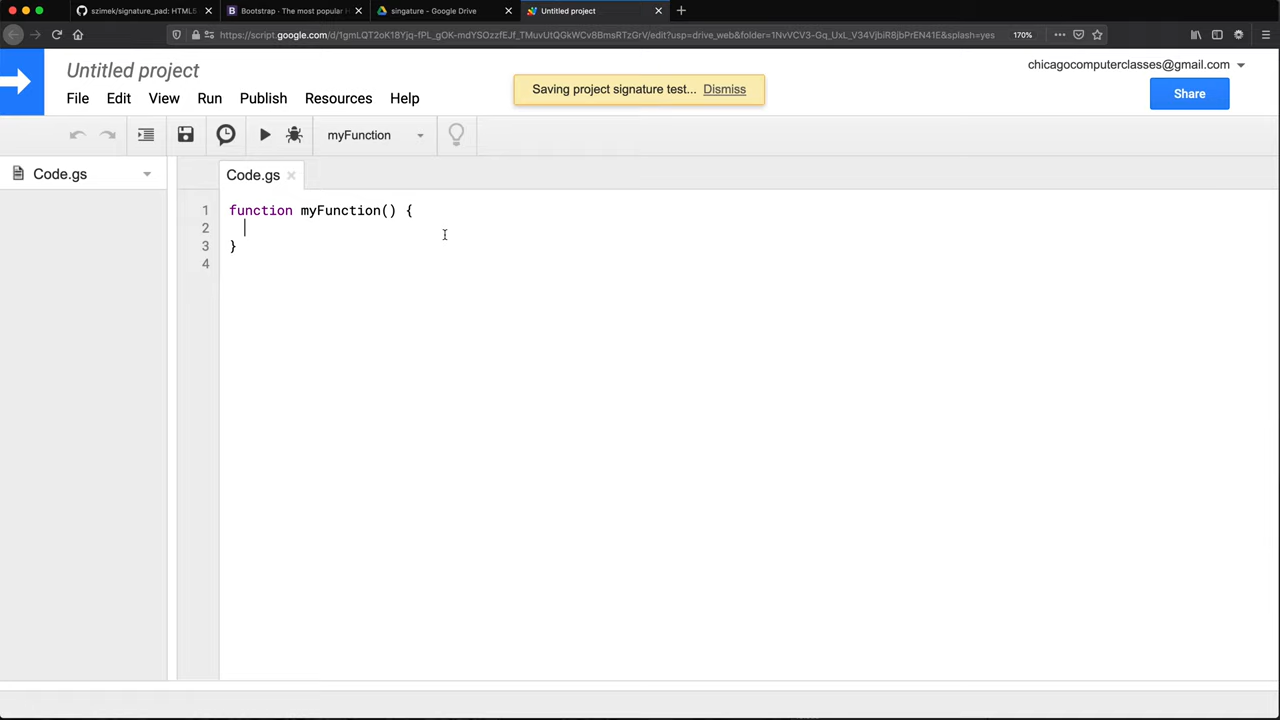 szimek/signature_pad: HTML5
Bootstrap · The most popular H
singature - Google Drive
Untitled project
https://script.google.com/d/1gmLQT2oK18Yjq-fPL_gOK-mdYSOzzfEJf_TMuvUtQGkWCv8BmsRTzGrV/edit?usp=drive_web&folder=1NvVCV3-Gq_UxL_V34VjbiR8jbPrEN41E&splash=yes
170%
Untitled project
chicagocomputerclasses@gmail.com
Saving project signature test... Dismiss
Share
File Edit View Run Publish Resources Help
myFunction
Code.gs
Code.gs
1 function myFunction() {
2
3 }
4